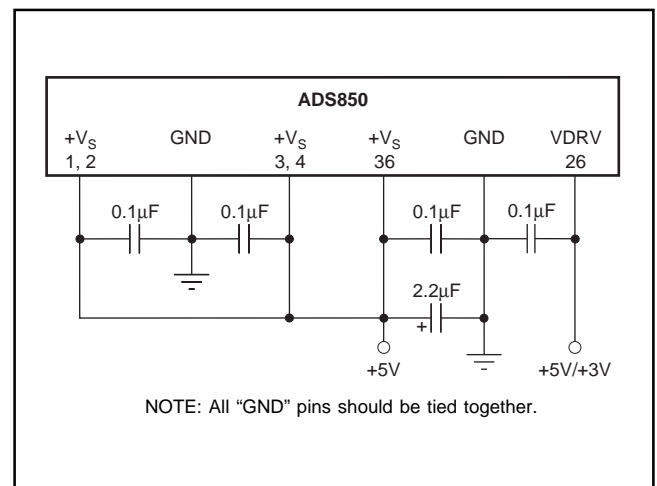 ADS850
+VS GND +VS +VS GND VDRV
1, 2 3, 4 36 26
0.1µF 0.1µF 0.1µF 0.1µF
2.2µF
+
+5V +5V/+3V
NOTE: All “GND” pins should be tied together.